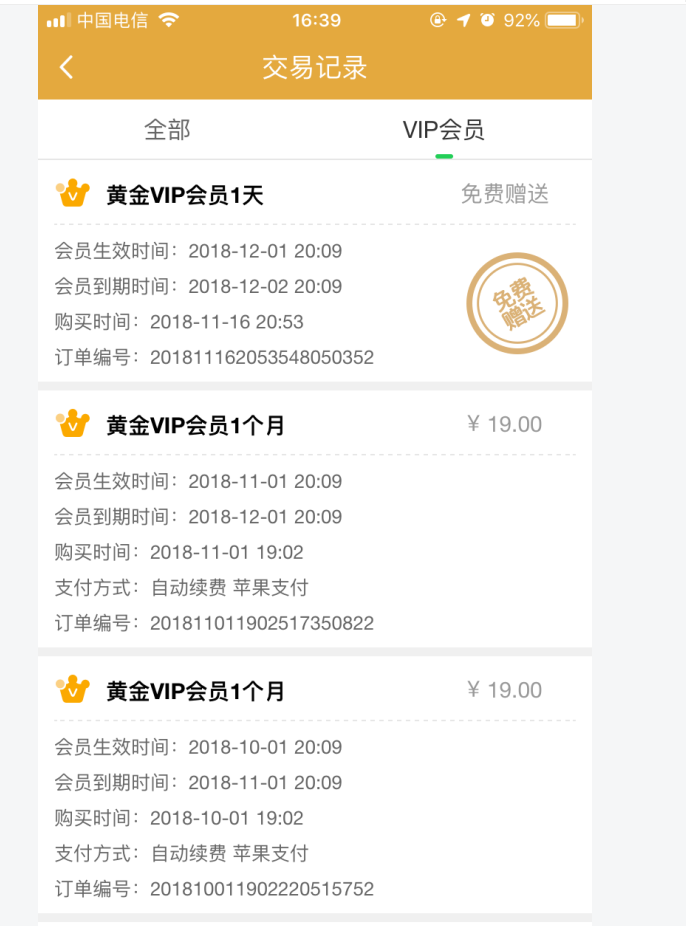 中国电信 16:39 92%
交易记录
全部 VIP会员
黄金VIP会员1天 免费赠送
会员生效时间：2018-12-01 20:09
会员到期时间：2018-12-02 20:09
免费
赠送
购买时间：2018-11-16 20:53
订单编号：201811162053548050352
黄金VIP会员1个月 ¥ 19.00
会员生效时间：2018-11-01 20:09
会员到期时间：2018-12-01 20:09
购买时间：2018-11-01 19:02
支付方式：自动续费 苹果支付
订单编号：201811011902517350822
黄金VIP会员1个月 ¥ 19.00
会员生效时间：2018-10-01 20:09
会员到期时间：2018-11-01 20:09
购买时间：2018-10-01 19:02
支付方式：自动续费 苹果支付
订单编号：201810011902220515752